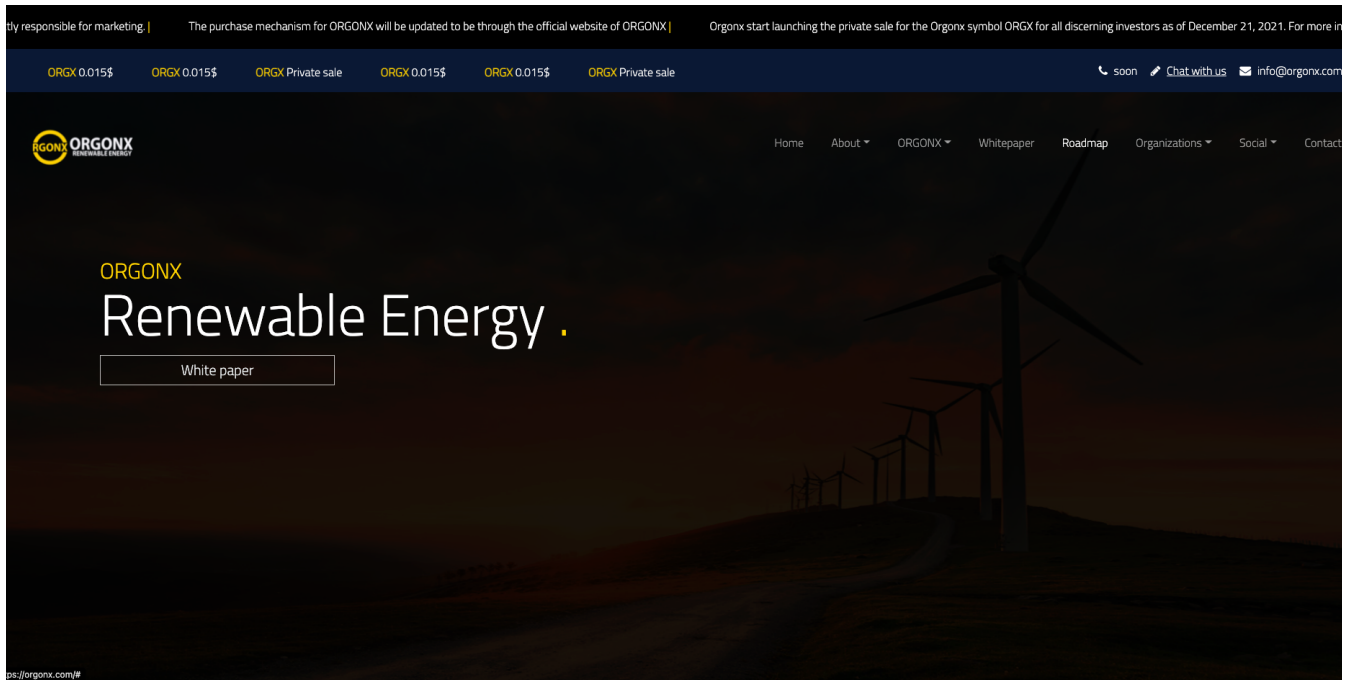 tly responsible for marketing. | The purchase mechanism for ORGONX will be updated to be through the official website of ORGONX | Orgonx start launching the private sale for the Orgonx symbol ORGX for all discerning investors as of December 21, 2021. For more in
ORGX 0.015$ ORGX 0.015$ ORGX Private sale ORGX 0.015$ ORGX 0.015$ ORGX Private sale soon Chat with us info@orgonx.com
RGONX ORGONX
RENEWABLE ENERGY
Home About ORGONX Whitepaper Roadmap Organizations Social Contact
ORGONX
Renewable Energy .
White paper
ps://orgonx.com/#